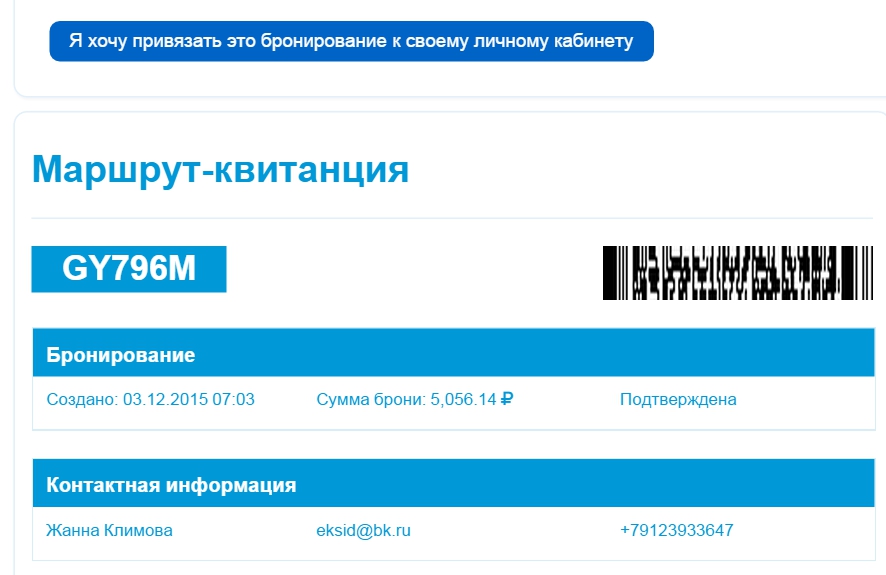 Я хочу привязать это бронирование к своему личному кабинету
Маршрут-квитанция
GY796M
Бронирование
Создано: 03.12.2015 07:03 Сумма брони: 5,056.14 ₽ Подтверждена
Контактная информация
Жанна Климова eksid@bk.ru +79123933647